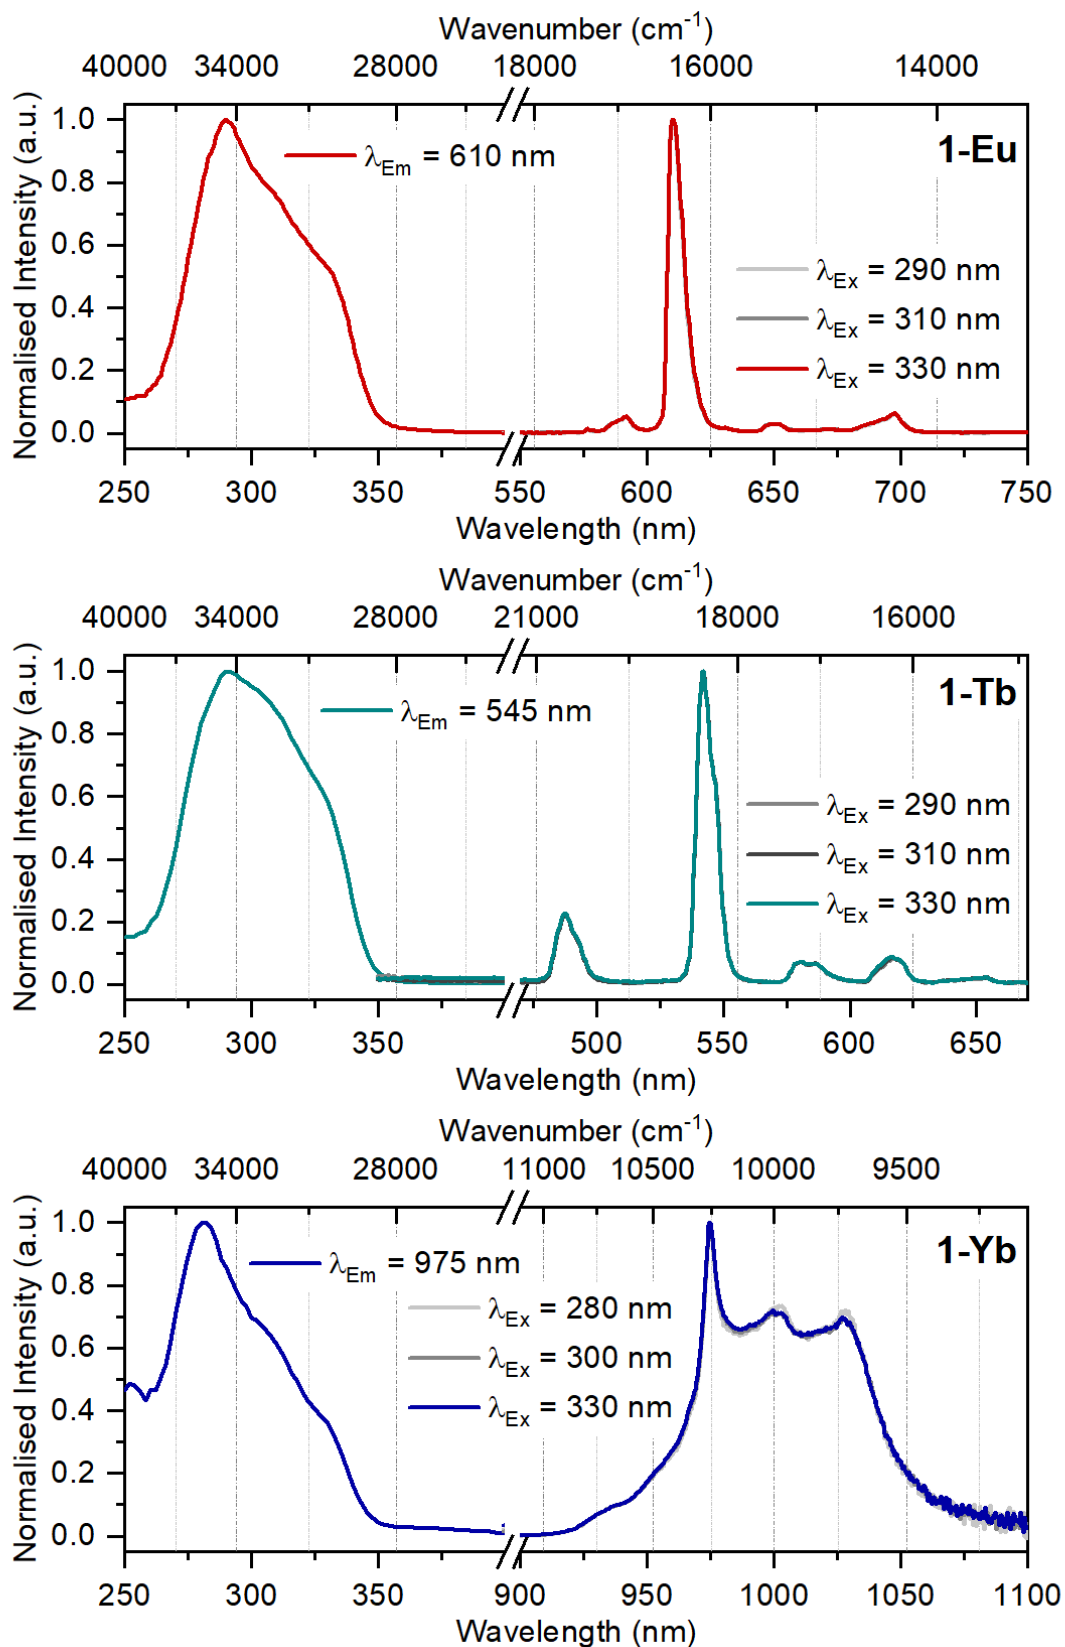 Wavenumber (cm-1)
40000 34000 28000 18000 16000 14000
Normalised Intensity (a.u.)
1.0
0.8
0.6
0.4
0.2
0.0
λEm = 610 nm
1-Eu
λEx = 290 nm
λEx = 310 nm
λEx = 330 nm
250 300 350 550 600 650 700 750
Wavelength (nm)
Wavenumber (cm-1)
40000 34000 28000 21000 18000 16000
Normalised Intensity (a.u.)
1.0
0.8
0.6
0.4
0.2
0.0
λEm = 545 nm
1-Tb
λEx = 290 nm
λEx = 310 nm
λEx = 330 nm
250 300 350 500 550 600 650
Wavelength (nm)
Wavenumber (cm-1)
40000 34000 28000 11000 10500 10000 9500
Normalised Intensity (a.u.)
1.0
0.8
0.6
0.4
0.2
0.0
λEm = 975 nm
1-Yb
λEx = 280 nm
λEx = 300 nm
λEx = 330 nm
250 300 350 900 950 1000 1050 1100
Wavelength (nm)